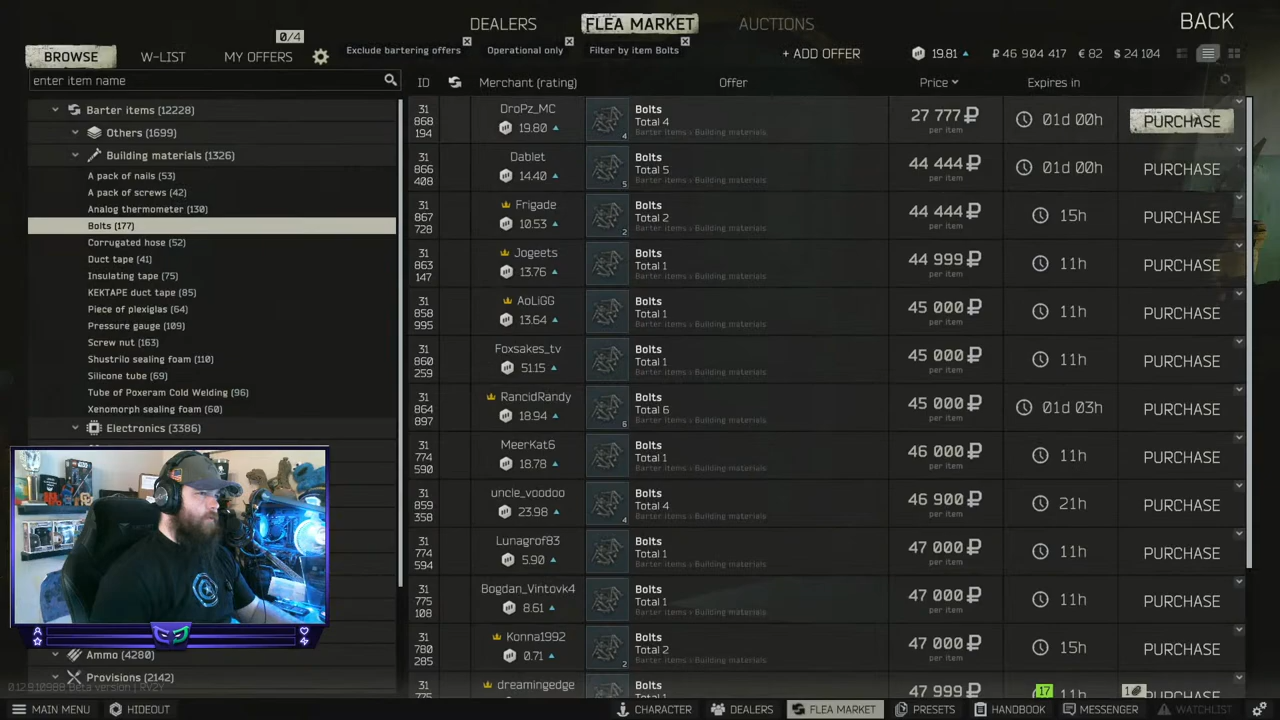 DEALERS
FLEA MARKET
AUCTIONS
BACK
0/4
BROWSE
W-LIST
MY OFFERS
Exclude bartering offers
Operational only
Filter by item Bolts
+ ADD OFFER
19.81
₽ 46 904 417 € 82 $ 24 104
enter item name
ID
Merchant (rating)
Offer
Price
Expires in
Barter items (12228)
Others (1699)
Building materials (1326)
A pack of nails (53)
A pack of screws (42)
Analog thermometer (130)
Bolts (177)
Corrugated hose (52)
Duct tape (41)
Insulating tape (75)
KEKTAPE duct tape (85)
Piece of plexiglas (64)
Pressure gauge (109)
Screw nut (163)
Shustrilo sealing foam (110)
Silicone tube (69)
Tube of Poxeram Cold Welding (96)
Xenomorph sealing foam (60)
Electronics (3386)
Ammo (4280)
Provisions (2142)
31 868 194
DroPz_MC
19.80
4
Bolts
Total 4
Barter items › Building materials
27 777 ₽
per item
01d 00h
PURCHASE
31 866 408
Dablet
14.40
5
Bolts
Total 5
Barter items › Building materials
44 444 ₽
per item
01d 00h
PURCHASE
31 867 728
Frigade
10.53
2
Bolts
Total 2
Barter items › Building materials
44 444 ₽
per item
15h
PURCHASE
31 863 147
Jogeets
13.76
Bolts
Total 1
Barter items › Building materials
44 999 ₽
per item
11h
PURCHASE
31 858 995
AoLiGG
13.64
Bolts
Total 1
Barter items › Building materials
45 000 ₽
per item
11h
PURCHASE
31 860 259
Foxsakes_tv
51.15
Bolts
Total 1
Barter items › Building materials
45 000 ₽
per item
11h
PURCHASE
31 864 897
RancidRandy
18.94
6
Bolts
Total 6
Barter items › Building materials
45 000 ₽
per item
01d 03h
PURCHASE
31 774 590
MeerKat6
18.78
Bolts
Total 1
Barter items › Building materials
46 000 ₽
per item
11h
PURCHASE
31 859 358
uncle_voodoo
23.98
4
Bolts
Total 4
Barter items › Building materials
46 900 ₽
per item
21h
PURCHASE
31 774 594
Lunagrof83
5.90
Bolts
Total 1
Barter items › Building materials
47 000 ₽
per item
11h
PURCHASE
31 775 108
Bogdan_Vintovk4
8.61
Bolts
Total 1
Barter items › Building materials
47 000 ₽
per item
11h
PURCHASE
31 780 285
Konna1992
0.71
2
Bolts
Total 2
Barter items › Building materials
47 000 ₽
per item
15h
PURCHASE
31
dreamingedge
Bolts
47 999 ₽
11h
PURCHASE
17
1
MAIN MENU
HIDEOUT
CHARACTER
DEALERS
FLEA MARKET
PRESETS
HANDBOOK
MESSENGER
WATCHLIST